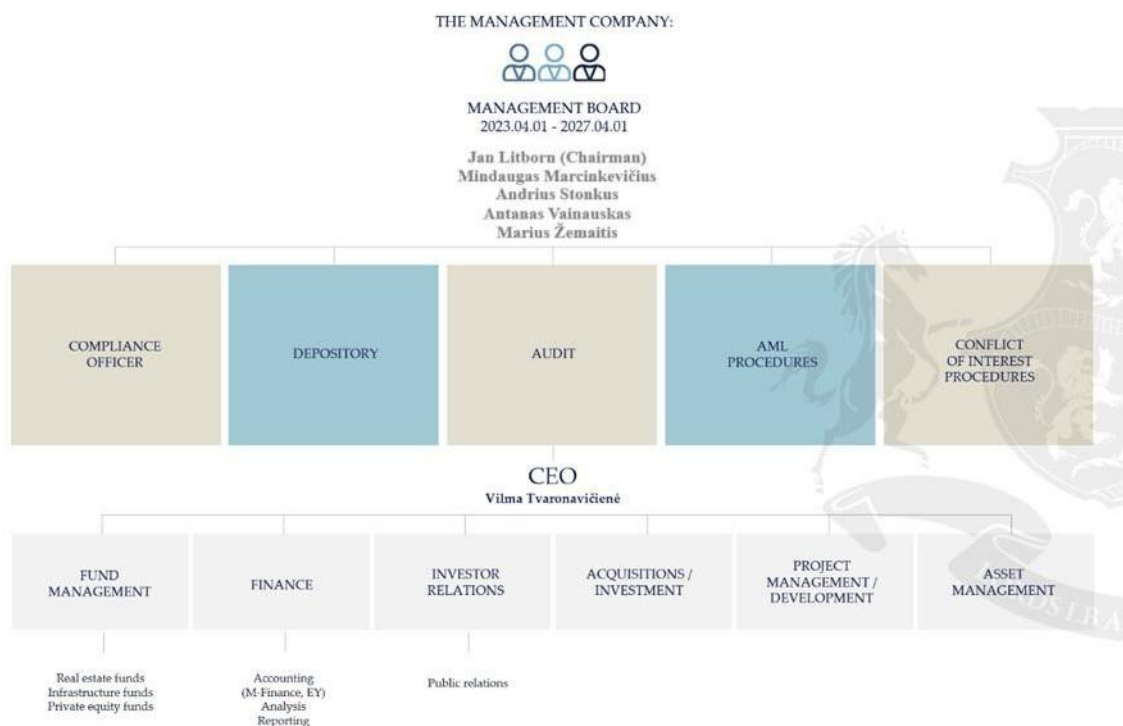 THE MANAGEMENT COMPANY:
MANAGEMENT BOARD
2023.04.01 - 2027.04.01
Jan Litborn (Chairman)
Mindaugas Marcinkevičius
Andrius Stonkus
Antanas Vainauskas
Marius Žemaitis
COMPLIANCE
OFFICER
DEPOSITORY
AUDIT
AML
PROCEDURES
CONFLICT
OF INTEREST
PROCEDURES
CEO
Vilma Tvaronavičienė
FUND
MANAGEMENT
FINANCE
INVESTOR
RELATIONS
ACQUISITIONS /
INVESTMENT
PROJECT
MANAGEMENT /
DEVELOPMENT
ASSET
MANAGEMENT
Real estate funds
Infrastructure funds
Private equity funds
Accounting
(M-Finance, EY)
Analysis
Reporting
Public relations